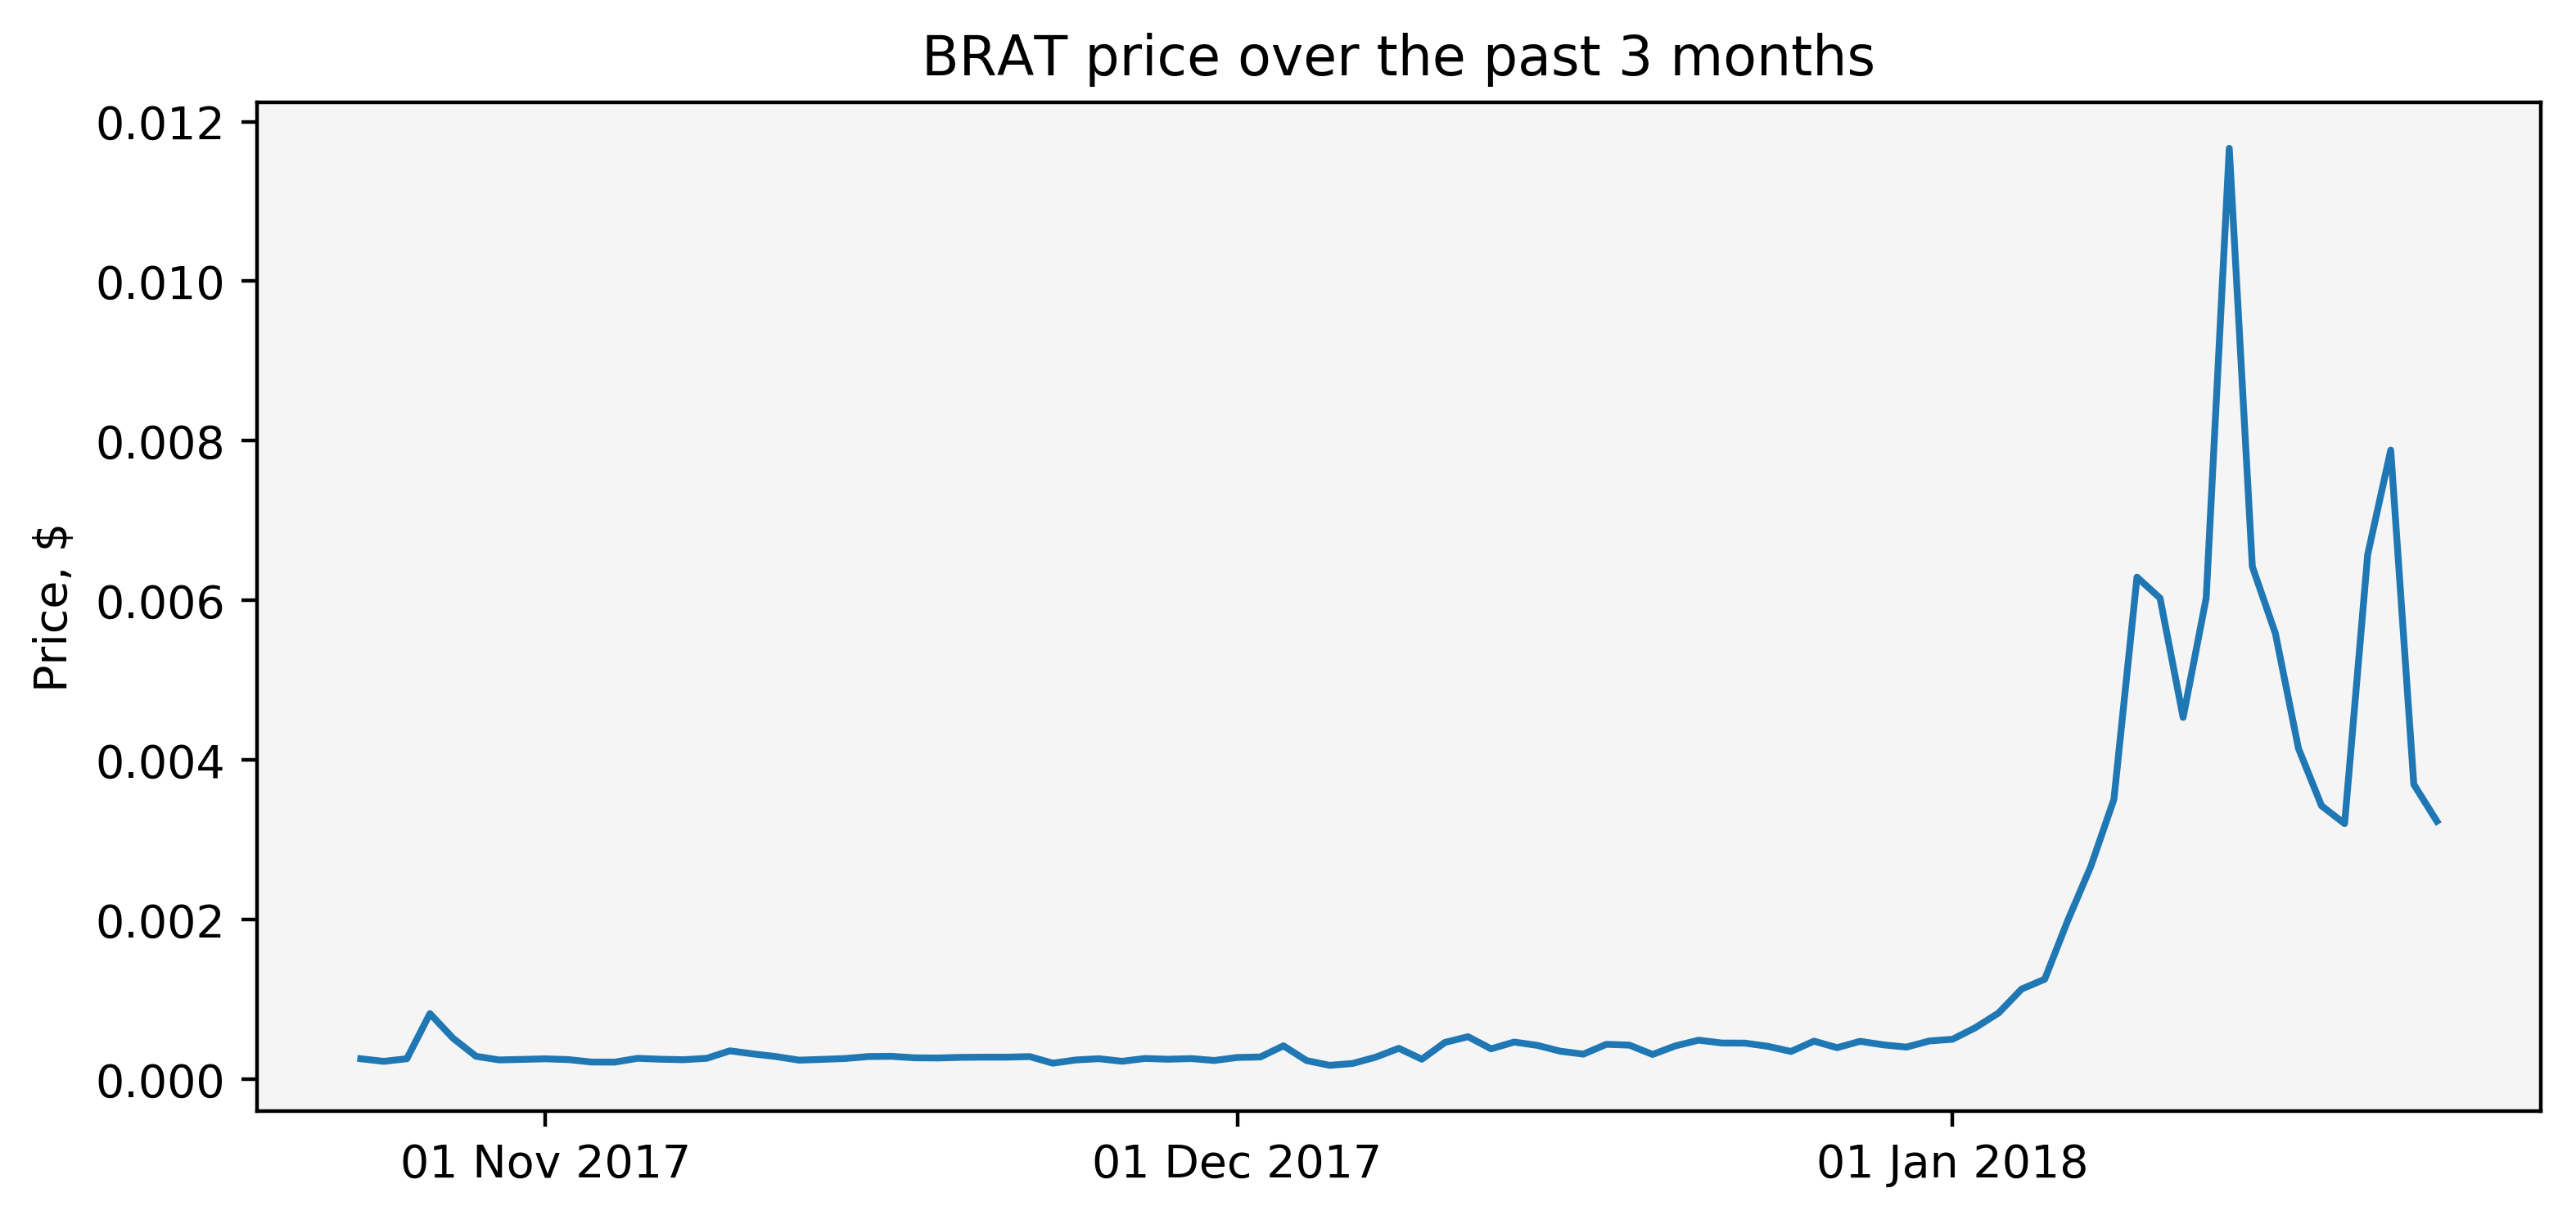 BRAT price over the past 3 months
Price, $
0.012
0.010
0.008
0.006
0.004
0.002
0.000
01 Nov 2017
01 Dec 2017
01 Jan 2018